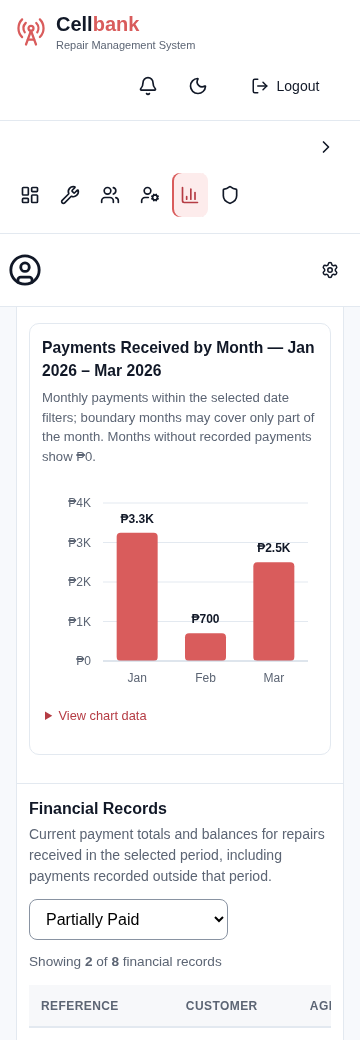 Cellbank
Repair Management System
Logout
Payments Received by Month — Jan
2026 – Mar 2026
Monthly payments within the selected date
filters; boundary months may cover only part of
the month. Months without recorded payments
show ₱0.
₱4K
₱3.3K
₱3K
₱2.5K
₱2K
₱1K
₱700
₱0
Jan
Feb
Mar
View chart data
Financial Records
Current payment totals and balances for repairs
received in the selected period, including
payments recorded outside that period.
Partially Paid
Showing 2 of 8 financial records
REFERENCE CUSTOMER